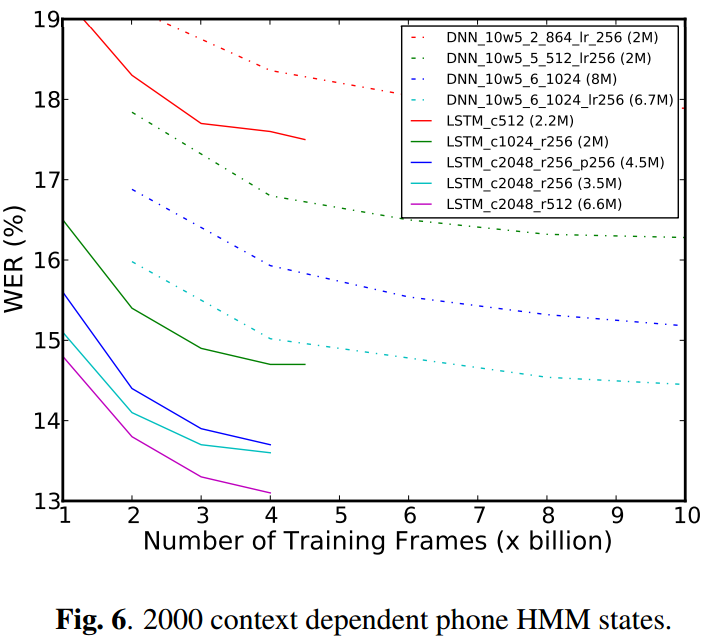 19
18
17
16
15
14
13
WER (%)
DNN_10w5_2_864_lr_256 (2M)
DNN_10w5_5_512_lr256 (2M)
DNN_10w5_6_1024 (8M)
DNN_10w5_6_1024_lr256 (6.7M)
LSTM_c512 (2.2M)
LSTM_c1024_r256 (2M)
LSTM_c2048_r256_p256 (4.5M)
LSTM_c2048_r256 (3.5M)
LSTM_c2048_r512 (6.6M)
1 2 3 4 5 6 7 8 9 10
Number of Training Frames (x billion)
Fig. 6. 2000 context dependent phone HMM states.